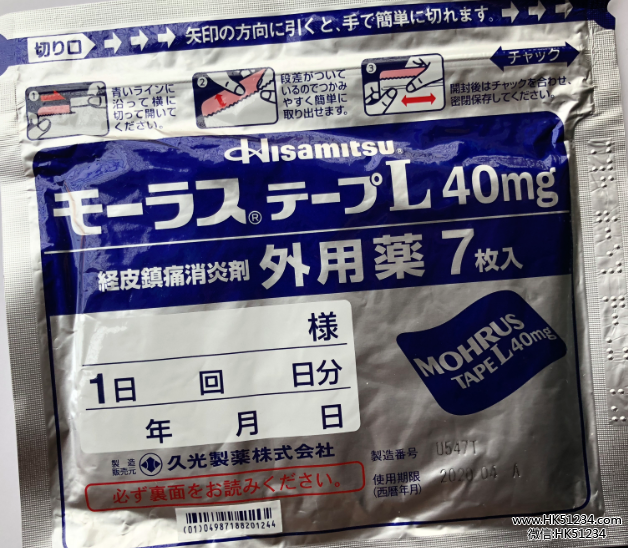 切り口
矢印の方向に引くと、手で簡単に切れます。
チャック
1
青いラインに
沿って横に
切って開いて
ください。
2
段差がついて
いるのでつかみ
やすく簡単に
取り出せます。
3
開封後はチャックを合わせ、
密閉保存してください。
Hisamitsu®
モーラス®テープL 40mg
経皮鎮痛消炎剤 外用薬 7枚入
様
1日 回 日分
年 月 日
MOHRUS
TAPE L40mg
製造
販売元 久光製薬株式会社
必ず裏面をお読みください。
製造番号 U547T
使用期限
(西暦年月) 2020.04. A
(01)04987188201244
www.HK51234.com
微信:HK51234